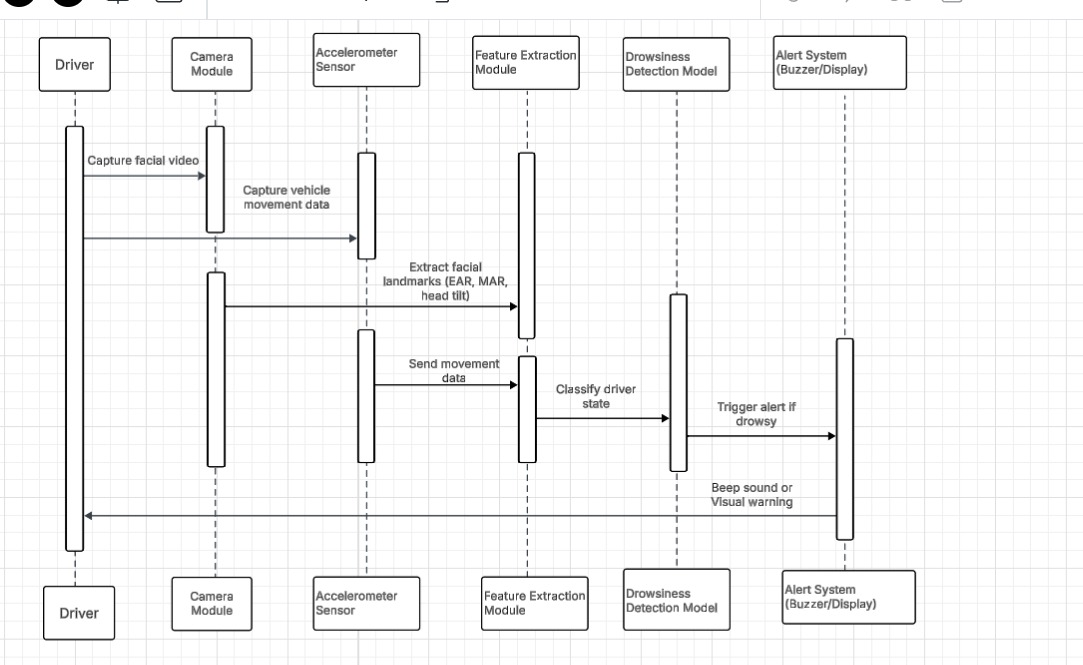 Driver
Camera
Module
Accelerometer
Sensor
Feature Extraction
Module
Drowsiness
Detection Model
Alert System
(Buzzer/Display)
Capture facial video
Capture vehicle
movement data
Extract facial
landmarks (EAR, MAR,
head tilt)
Send movement
data
Classify driver
state
Trigger alert if
drowsy
Beep sound or
Visual warning
Driver
Camera
Module
Accelerometer
Sensor
Feature Extraction
Module
Drowsiness
Detection Model
Alert System
(Buzzer/Display)